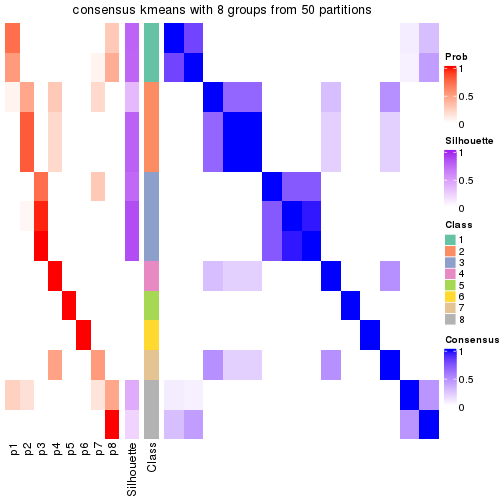 consensus kmeans with 8 groups from 50 partitions
Prob
1
0.5
0
Silhouette
1
0.5
0
Class
1
2
3
4
5
6
7
8
Consensus
1
0.5
0
p1
p2
p3
p4
p5
p6
p7
p8
Silhouette
Class